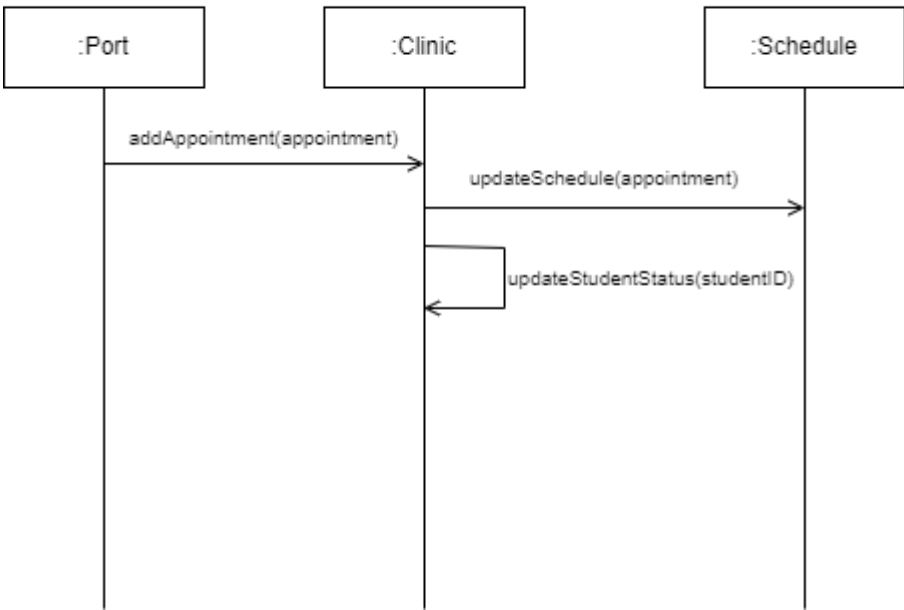 :Port
:Clinic
:Schedule
addAppointment(appointment)
updateSchedule(appointment)
updateStudentStatus(studentID)